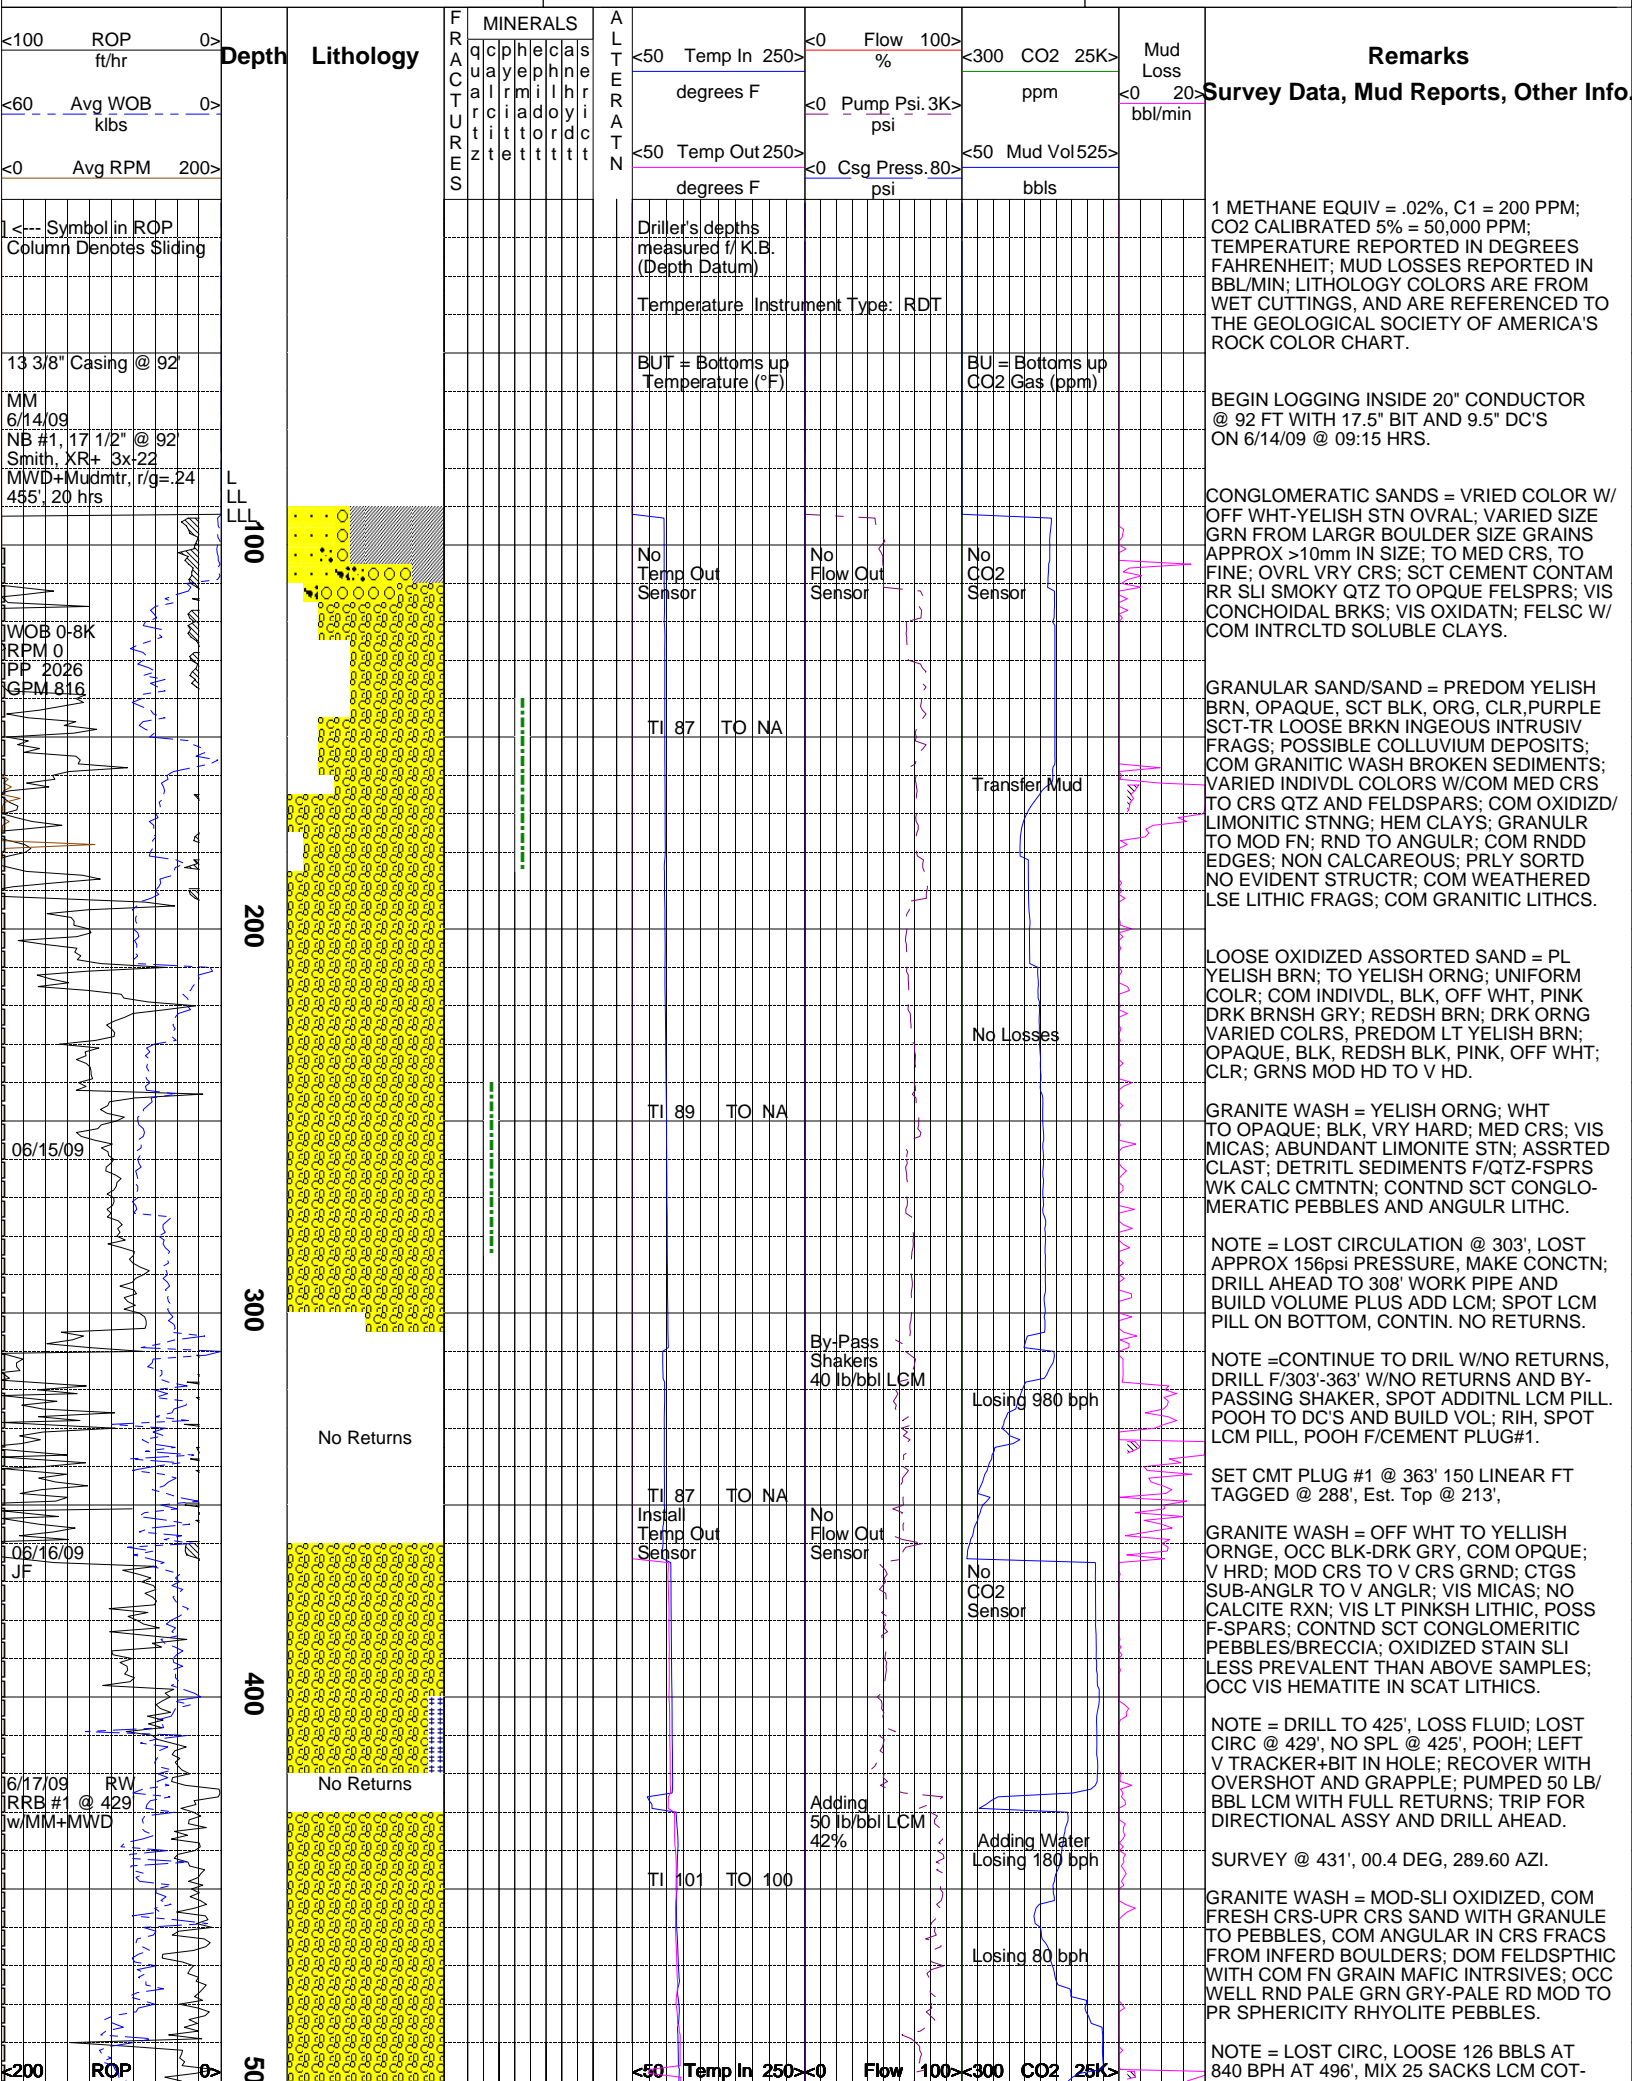 <100 ROP 0>
ft/hr
<60 Avg WOB 0>
klbs
<0 Avg RPM 200>
Depth
Lithology
FRACTURES
MINERALS
quartz
calcit
pyrite
hematt
epidot
chlort
anhydt
serict
ALTERATN
<50 Temp In 250>
degrees F
<50 Temp Out 250>
degrees F
<0 Flow 100>
%
<0 Pump Psi. 3K>
psi
<0 Csg Press. 80>
psi
<300 CO2 25K>
ppm
<50 Mud Vol 525>
bbls
Mud
Loss
<0 20>
bbl/min
Remarks
Survey Data, Mud Reports, Other Info.
] <--- Symbol in ROP
Column Denotes Sliding
13 3/8" Casing @ 92'
MM
6/14/09
NB #1, 17 1/2" @ 92'
Smith, XR+ 3x-22
MWD+Mudmtr, r/g=.24
455', 20 hrs
L
LL
LLL
WOB 0-8K
RPM 0
PP 2026
GPM 816
06/15/09
06/16/09
JF
6/17/09 RW
RRB #1 @ 429
w/MM+MWD
<200 ROP 0>
100
200
300
400
50
No Returns
No Returns
Driller's depths
measured f/ K.B.
(Depth Datum)
Temperature Instrument Type: RDT
BUT = Bottoms up
Temperature (°F)
BU = Bottoms up
CO2 Gas (ppm)
No
Temp Out
Sensor
No
Flow Out
Sensor
No
CO2
Sensor
TI 87 TO NA
Transfer Mud
No Losses
TI 89 TO NA
By-Pass
Shakers
40 lb/bbl LCM
Losing 980 bph
TI 87 TO NA
Install
Temp Out
Sensor
No
Flow Out
Sensor
No
CO2
Sensor
Adding
50 lb/bbl LCM
42%
Adding Water
Losing 180 bph
TI 101 TO 100
Losing 80 bph
<50 Temp In 250>
<0 Flow 100>
<300 CO2 25K>
1 METHANE EQUIV = .02%, C1 = 200 PPM;
CO2 CALIBRATED 5% = 50,000 PPM;
TEMPERATURE REPORTED IN DEGREES
FAHRENHEIT; MUD LOSSES REPORTED IN
BBL/MIN; LITHOLOGY COLORS ARE FROM
WET CUTTINGS, AND ARE REFERENCED TO
THE GEOLOGICAL SOCIETY OF AMERICA'S
ROCK COLOR CHART.
BEGIN LOGGING INSIDE 20" CONDUCTOR
@ 92 FT WITH 17.5" BIT AND 9.5" DC'S
ON 6/14/09 @ 09:15 HRS.
CONGLOMERATIC SANDS = VRIED COLOR W/
OFF WHT-YELISH STN OVRAL; VARIED SIZE
GRN FROM LARGR BOULDER SIZE GRAINS
APPROX >10mm IN SIZE; TO MED CRS, TO
FINE; OVRL VRY CRS; SCT CEMENT CONTAM
RR SLI SMOKY QTZ TO OPQUE FELSPRS; VIS
CONCHOIDAL BRKS; VIS OXIDATN; FELSC W/
COM INTRCLTD SOLUBLE CLAYS.
GRANULAR SAND/SAND = PREDOM YELISH
BRN, OPAQUE, SCT BLK, ORG, CLR,PURPLE
SCT-TR LOOSE BRKN INGEOUS INTRUSIV
FRAGS; POSSIBLE COLLUVIUM DEPOSITS;
COM GRANITIC WASH BROKEN SEDIMENTS;
VARIED INDIVDL COLORS W/COM MED CRS
TO CRS QTZ AND FELDSPARS; COM OXIDIZD/
LIMONITIC STNNG; HEM CLAYS; GRANULR
TO MOD FN; RND TO ANGULR; COM RNDD
EDGES; NON CALCAREOUS; PRLY SORTD
NO EVIDENT STRUCTR; COM WEATHERED
LSE LITHIC FRAGS; COM GRANITIC LITHCS.
LOOSE OXIDIZED ASSORTED SAND = PL
YELISH BRN; TO YELISH ORNG; UNIFORM
COLR; COM INDIVDL, BLK, OFF WHT, PINK
DRK BRNSH GRY; REDSH BRN; DRK ORNG
VARIED COLRS, PREDOM LT YELISH BRN;
OPAQUE, BLK, REDSH BLK, PINK, OFF WHT;
CLR; GRNS MOD HD TO V HD.
GRANITE WASH = YELISH ORNG; WHT
TO OPAQUE; BLK, VRY HARD; MED CRS; VIS
MICAS; ABUNDANT LIMONITE STN; ASSRTED
CLAST; DETRITL SEDIMENTS F/QTZ-FSPRS
WK CALC CMTNTN; CONTND SCT CONGLO-
MERATIC PEBBLES AND ANGULR LITHC.
NOTE = LOST CIRCULATION @ 303', LOST
APPROX 156psi PRESSURE, MAKE CONCTN;
DRILL AHEAD TO 308' WORK PIPE AND
BUILD VOLUME PLUS ADD LCM; SPOT LCM
PILL ON BOTTOM, CONTIN. NO RETURNS.
NOTE =CONTINUE TO DRIL W/NO RETURNS,
DRILL F/303'-363' W/NO RETURNS AND BY-
PASSING SHAKER, SPOT ADDITNL LCM PILL.
POOH TO DC'S AND BUILD VOL; RIH, SPOT
LCM PILL, POOH F/CEMENT PLUG#1.
SET CMT PLUG #1 @ 363' 150 LINEAR FT
TAGGED @ 288', Est. Top @ 213',
GRANITE WASH = OFF WHT TO YELLISH
ORNGE, OCC BLK-DRK GRY, COM OPQUE;
V HRD; MOD CRS TO V CRS GRND; CTGS
SUB-ANGLR TO V ANGLR; VIS MICAS; NO
CALCITE RXN; VIS LT PINKSH LITHIC, POSS
F-SPARS; CONTND SCT CONGLOMERITIC
PEBBLES/BRECCIA; OXIDIZED STAIN SLI
LESS PREVALENT THAN ABOVE SAMPLES;
OCC VIS HEMATITE IN SCAT LITHICS.
NOTE = DRILL TO 425', LOSS FLUID; LOST
CIRC @ 429', NO SPL @ 425', POOH; LEFT
V TRACKER+BIT IN HOLE; RECOVER WITH
OVERSHOT AND GRAPPLE; PUMPED 50 LB/
BBL LCM WITH FULL RETURNS; TRIP FOR
DIRECTIONAL ASSY AND DRILL AHEAD.
SURVEY @ 431', 00.4 DEG, 289.60 AZI.
GRANITE WASH = MOD-SLI OXIDIZED, COM
FRESH CRS-UPR CRS SAND WITH GRANULE
TO PEBBLES, COM ANGULAR IN CRS FRACS
FROM INFERD BOULDERS; DOM FELDSPTHIC
WITH COM FN GRAIN MAFIC INTRSIVES; OCC
WELL RND PALE GRN GRY-PALE RD MOD TO
PR SPHERICITY RHYOLITE PEBBLES.
NOTE = LOST CIRC, LOOSE 126 BBLS AT
840 BPH AT 496', MIX 25 SACKS LCM COT-